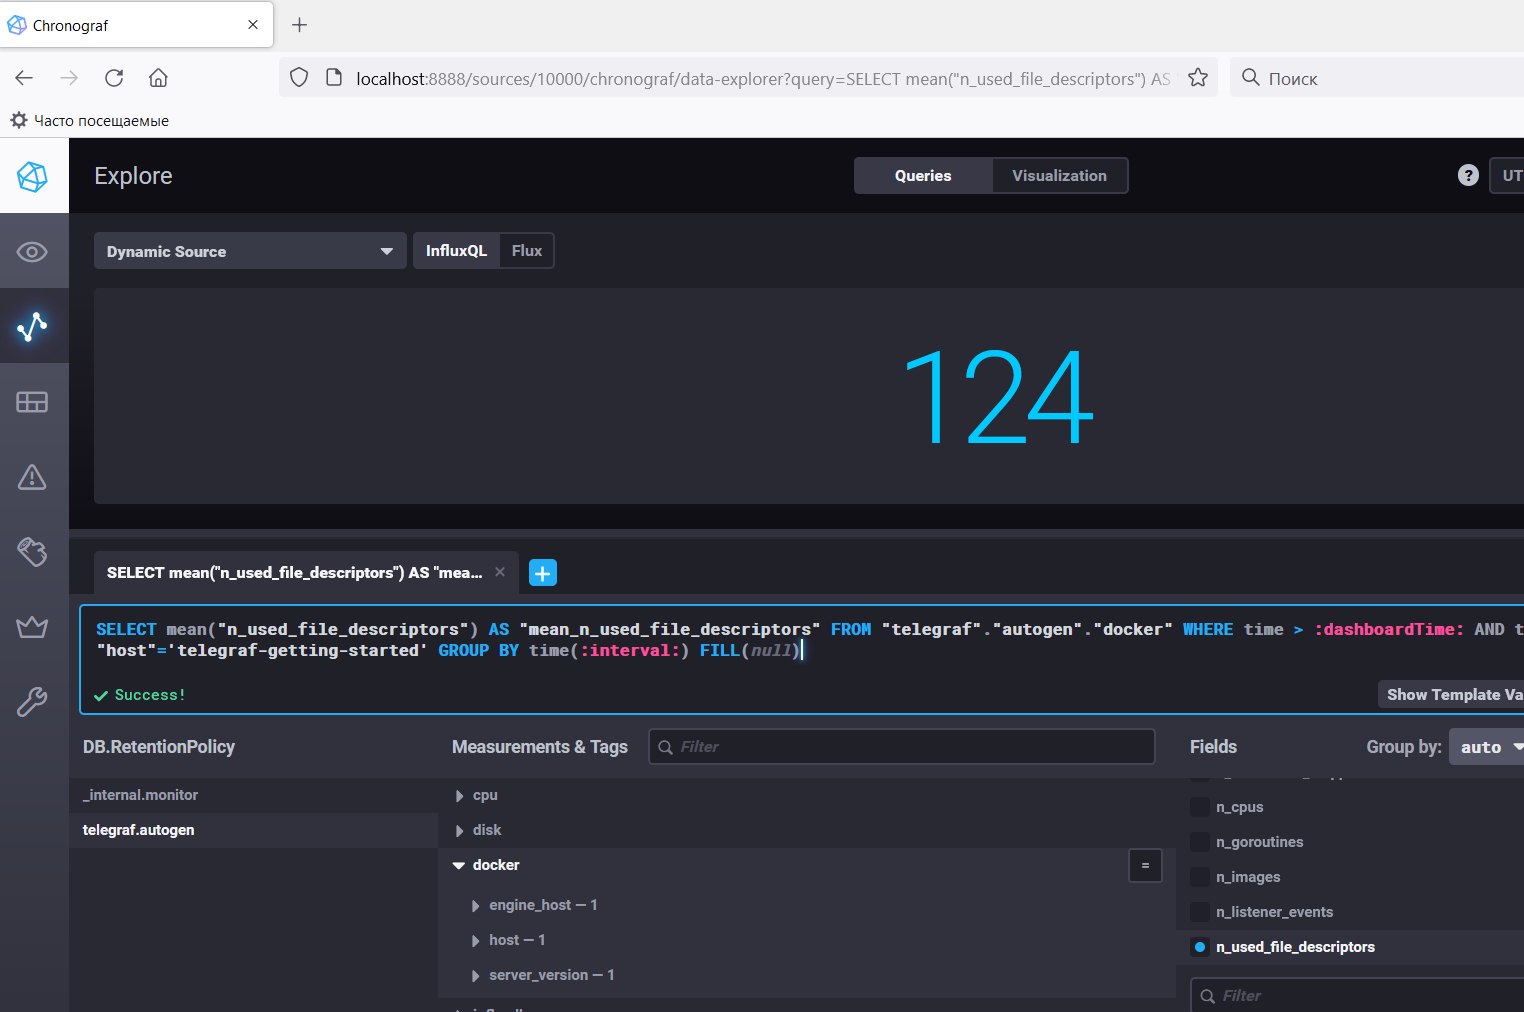 Chronograf
localhost:8888/sources/10000/chronograf/data-explorer?query=SELECT mean("n_used_file_descriptors") AS
Поиск
Часто посещаемые
Explore
Queries
Visualization
?
UT
Dynamic Source
InfluxQL
Flux
124
SELECT mean("n_used_file_descriptors") AS "mea...
SELECT mean("n_used_file_descriptors") AS "mean_n_used_file_descriptors" FROM "telegraf"."autogen"."docker" WHERE time > :dashboardTime: AND t
"host"='telegraf-getting-started' GROUP BY time(:interval:) FILL(null)
Success!
Show Template Va
DB.RetentionPolicy
Measurements & Tags
Filter
Fields
Group by:
auto
_internal.monitor
telegraf.autogen
cpu
disk
docker
=
engine_host — 1
host — 1
server_version — 1
n_cpus
n_goroutines
n_images
n_listener_events
n_used_file_descriptors
Filter